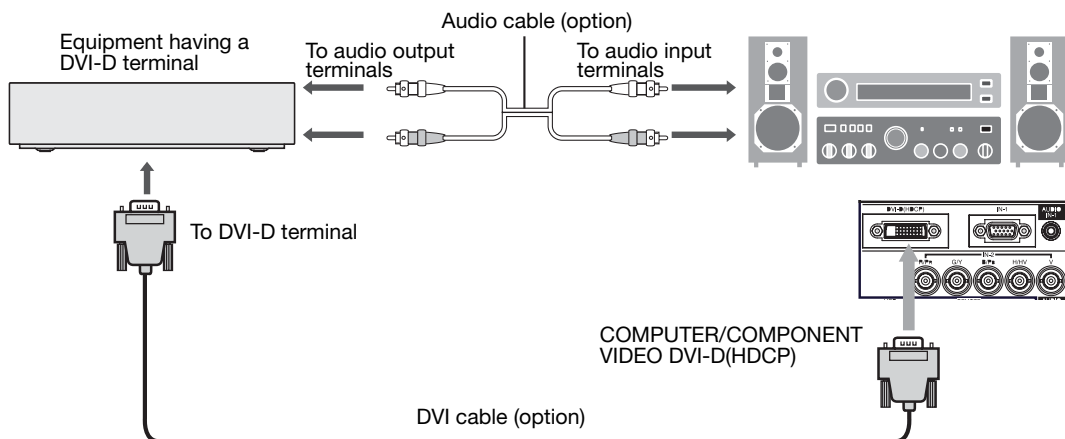 Audio cable (option)
Equipment having a
DVI-D terminal
To audio output
terminals
To audio input
terminals
To DVI-D terminal
DVI-D(HDCP)
IN-1
AUDIO
IN-1
IN-2
R/PR
G/Y
B/PB
H/HV
V
COMPUTER/COMPONENT
VIDEO DVI-D(HDCP)
DVI cable (option)